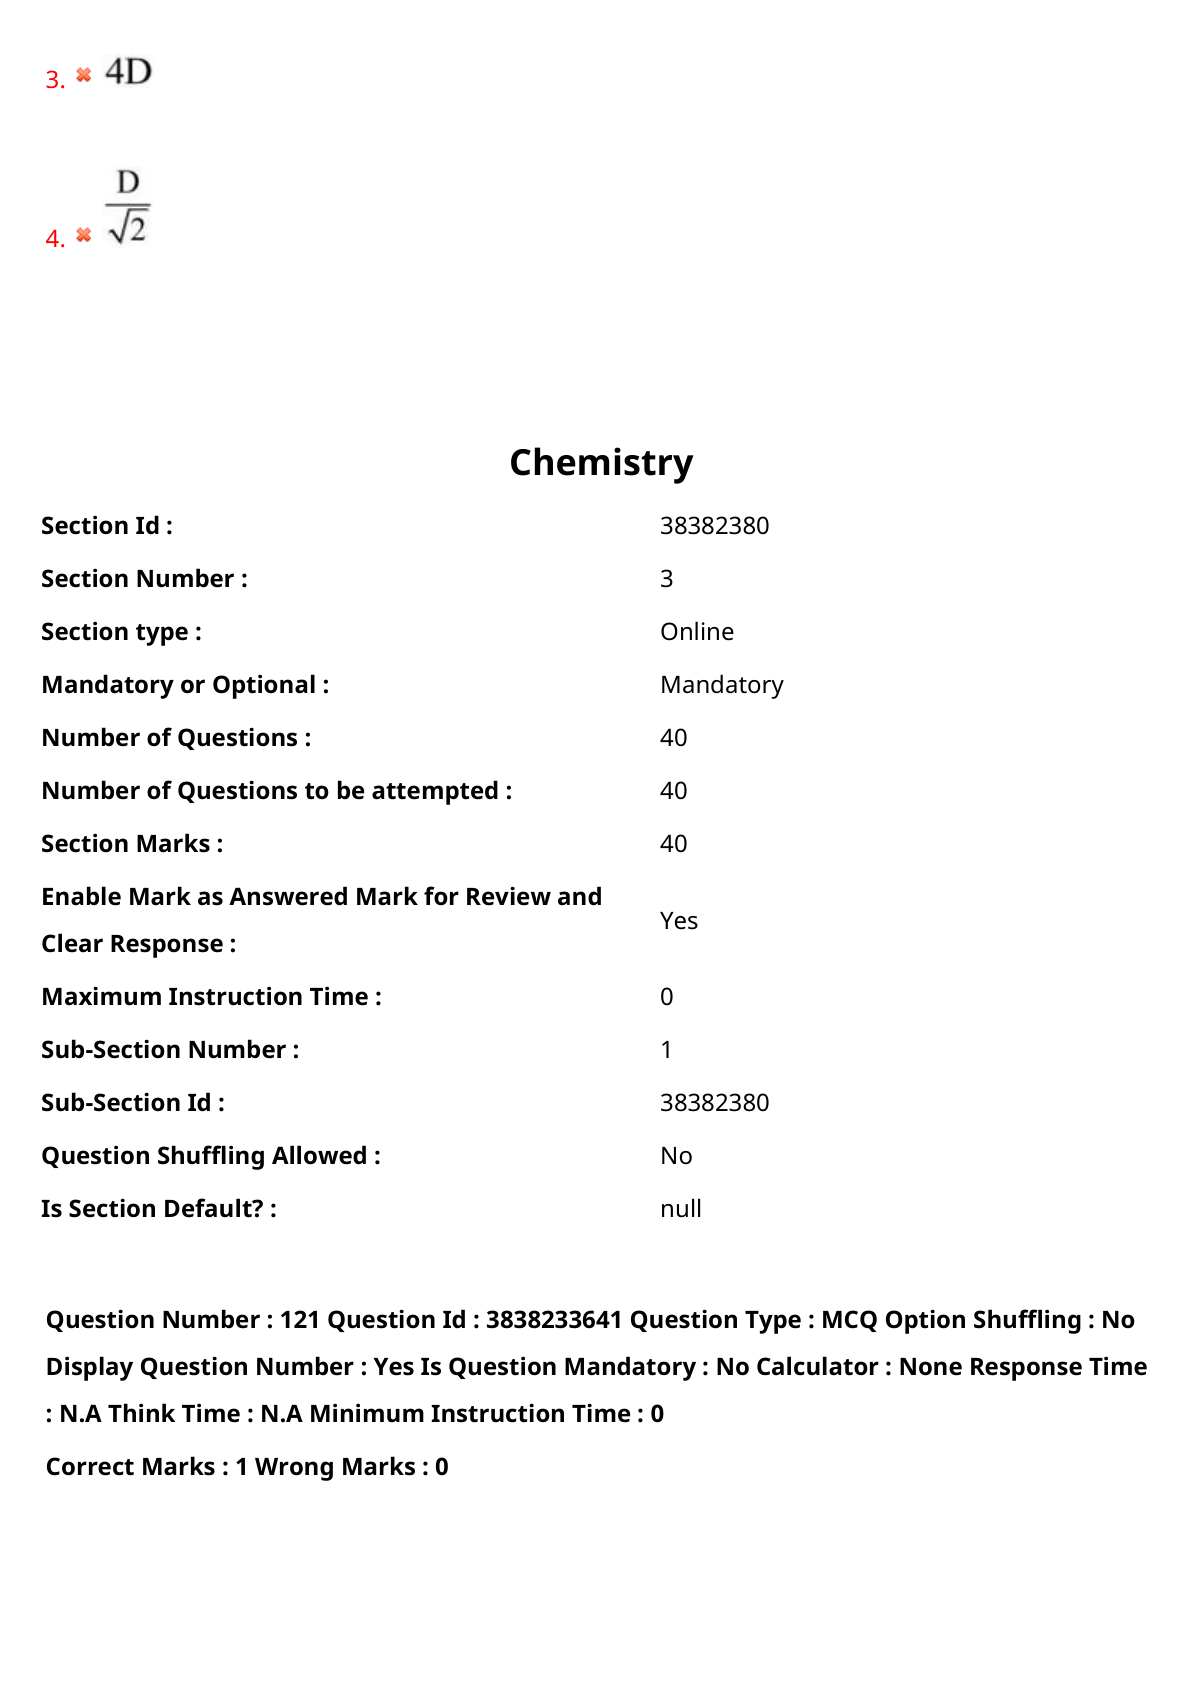 3. 4D
4. D/√2
Chemistry
Section Id : 38382380
Section Number : 3
Section type : Online
Mandatory or Optional : Mandatory
Number of Questions : 40
Number of Questions to be attempted : 40
Section Marks : 40
Enable Mark as Answered Mark for Review and
Clear Response : Yes
Maximum Instruction Time : 0
Sub-Section Number : 1
Sub-Section Id : 38382380
Question Shuffling Allowed : No
Is Section Default? : null
Question Number : 121 Question Id : 3838233641 Question Type : MCQ Option Shuffling : No
Display Question Number : Yes Is Question Mandatory : No Calculator : None Response Time
: N.A Think Time : N.A Minimum Instruction Time : 0
Correct Marks : 1 Wrong Marks : 0